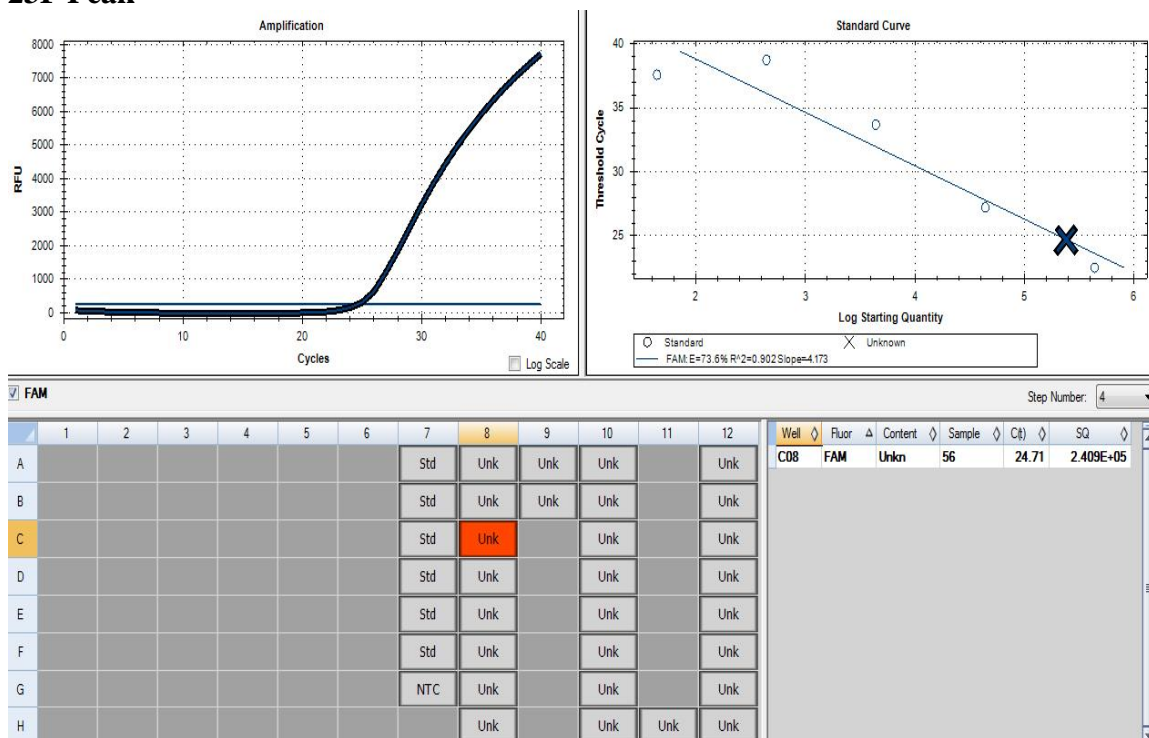 Amplification
8000
7000
6000
5000
4000
3000
2000
1000
0
RFU
0 10 20 30 40
Cycles
Log Scale
Standard Curve
40
35
30
25
Threshold Cycle
2 3 4 5 6
Log Starting Quantity
Standard Unknown
FAM: E=73.6% R^2=0.902 Slope=-4.173
FAM
Step Number: 4
1 2 3 4 5 6 7 8 9 10 11 12
A Std Unk Unk Unk Unk
B Std Unk Unk Unk Unk
C Std Unk Unk Unk
D Std Unk Unk Unk
E Std Unk Unk Unk
F Std Unk Unk Unk
G NTC Unk Unk Unk
H Unk Unk Unk Unk
Well Fluor Content Sample C(t) SQ
C08 FAM Unkn 56 24.71 2.409E+05